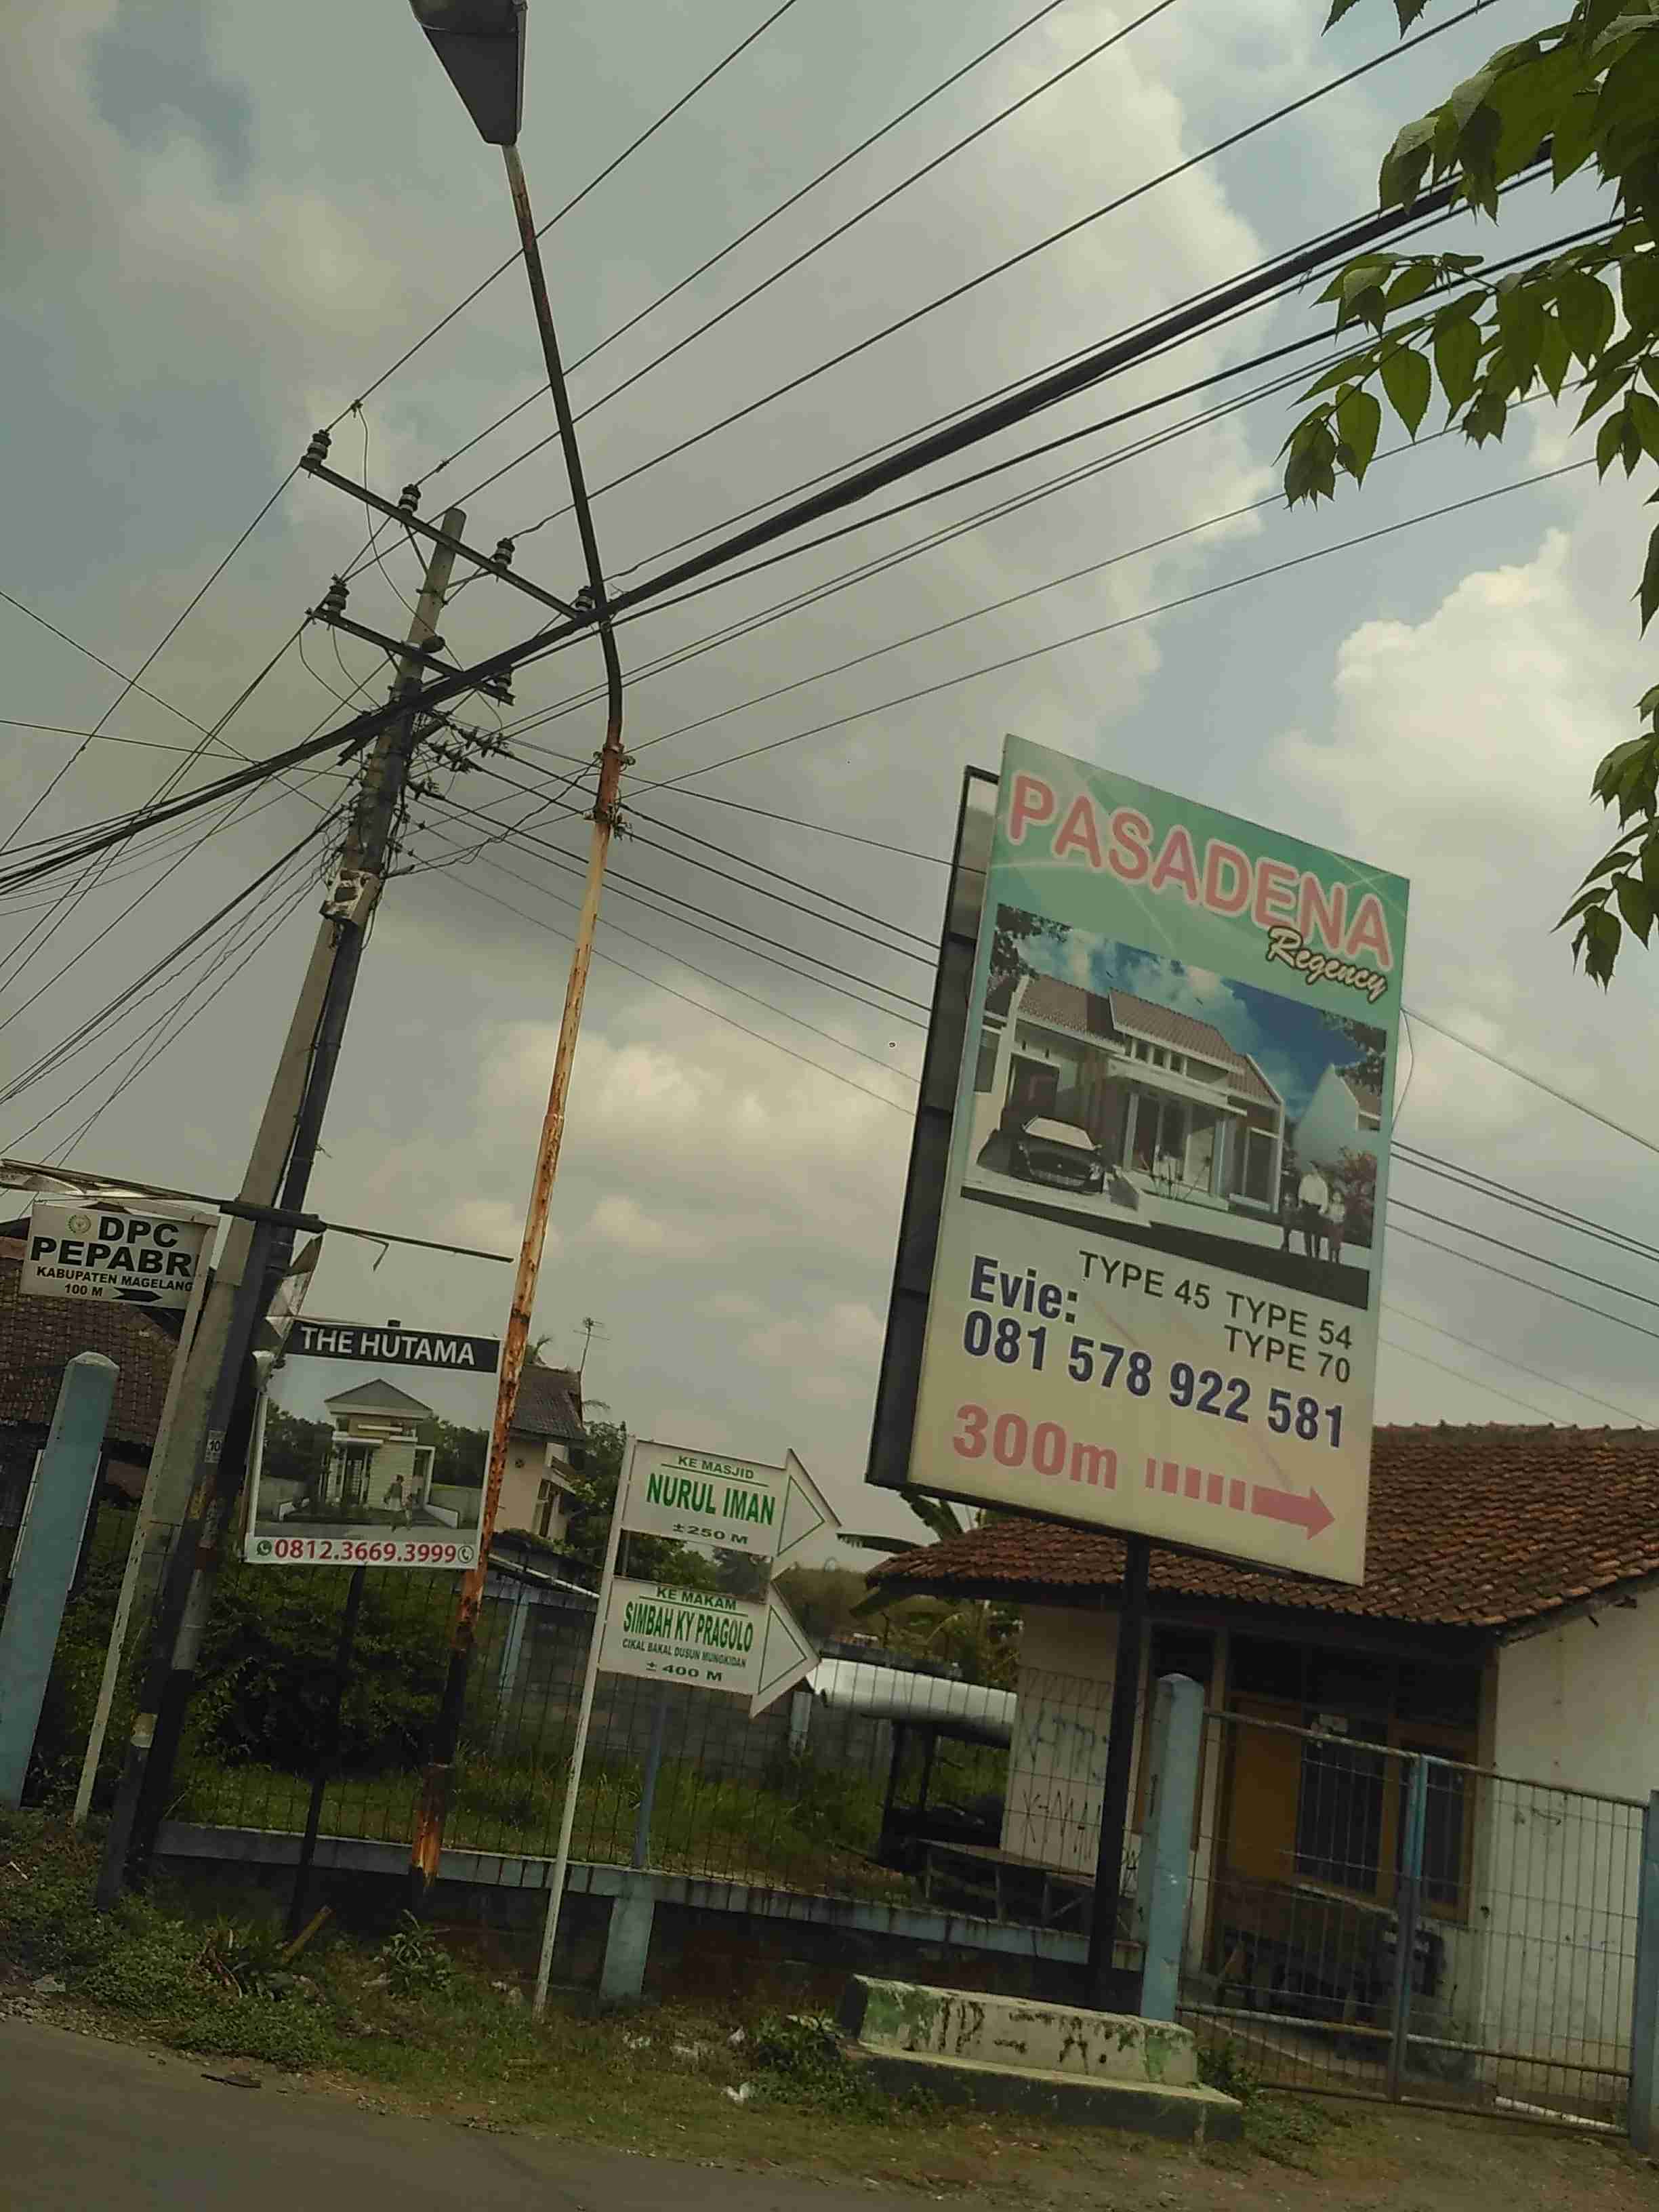 PASADENA
Regency
TYPE 45 TYPE 54
TYPE 70
Evie:
081 578 922 581
300m
DPC
PEPABRI
KABUPATEN MAGELANG
100 M
THE HUTAMA
0812.3669.3999
KE MASJID
NURUL IMAN
±250 M
KE MAKAM
SIMBAH KY PRAGOLO
CIKAL BAKAL DUSUN MUNGKIDAN
± 400 M